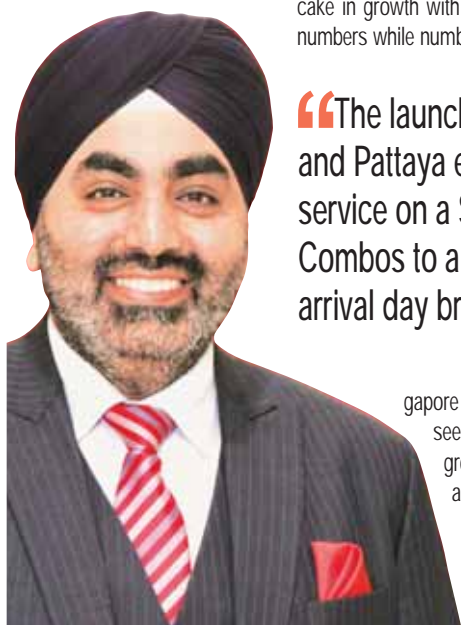 cake in growth with
numbers while numb
“The launch
and Pattaya e
service on a S
Combos to a
arrival day br
gapore
see
gre
a